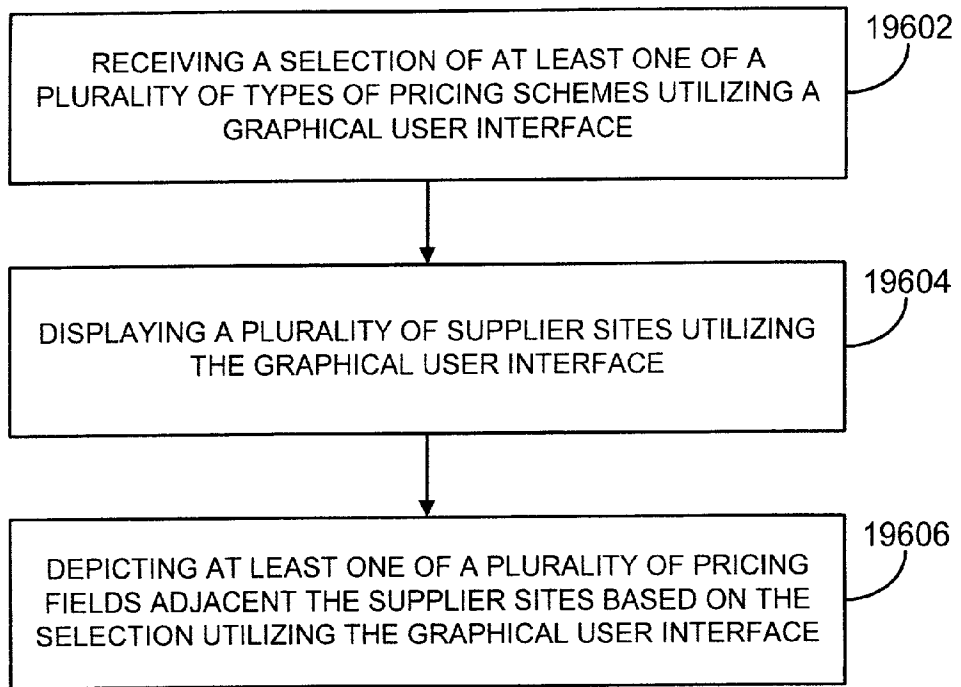 19602
RECEIVING A SELECTION OF AT LEAST ONE OF A
PLURALITY OF TYPES OF PRICING SCHEMES UTILIZING A
GRAPHICAL USER INTERFACE
19604
DISPLAYING A PLURALITY OF SUPPLIER SITES UTILIZING
THE GRAPHICAL USER INTERFACE
19606
DEPICTING AT LEAST ONE OF A PLURALITY OF PRICING
FIELDS ADJACENT THE SUPPLIER SITES BASED ON THE
SELECTION UTILIZING THE GRAPHICAL USER INTERFACE